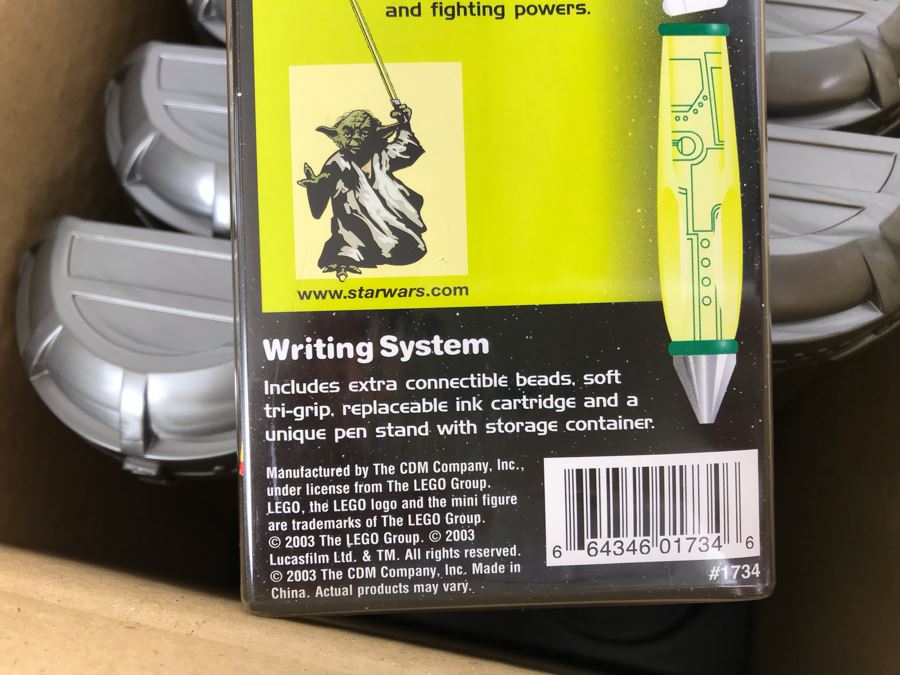 and fighting powers.
www.starwars.com
Writing System
Includes extra connectible beads, soft
tri-grip, replaceable ink cartridge and a
unique pen stand with storage container.
Manufactured by The CDM Company, Inc.,
under license from The LEGO Group.
LEGO, the LEGO logo and the mini figure
are trademarks of The LEGO Group.
© 2003 The LEGO Group. © 2003
Lucasfilm Ltd. & TM. All rights reserved.
© 2003 The CDM Company, Inc. Made in
China. Actual products may vary.
6 64346 01734 6
#1734